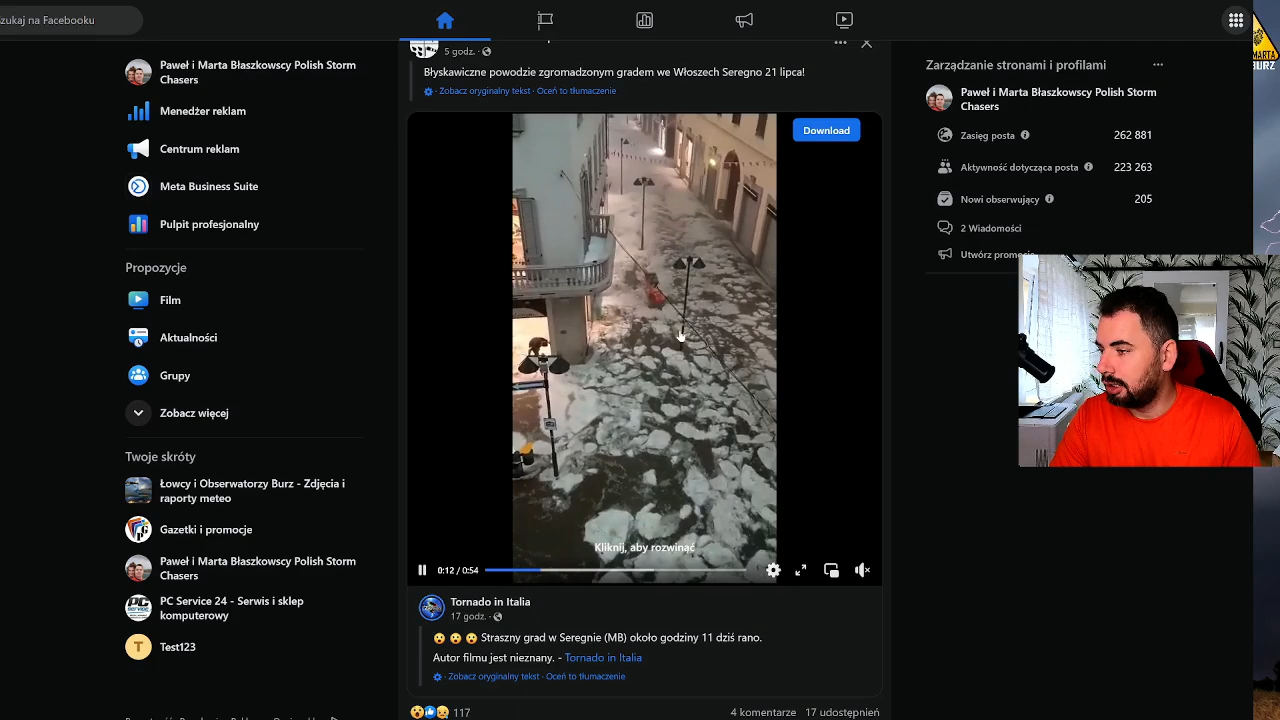 zukaj na Facebooku
Paweł i Marta Błaszkowscy Polish Storm
Chasers
Menedżer reklam
Centrum reklam
Meta Business Suite
Pulpit profesjonalny
Propozycje
Film
Aktualności
Grupy
Zobacz więcej
Twoje skróty
Łowcy i Obserwatorzy Burz - Zdjęcia i
raporty meteo
Gazetki i promocje
Paweł i Marta Błaszkowscy Polish Storm
Chasers
PC Service 24 - Serwis i sklep
komputerowy
T
Test123
5 godz.
Błyskawiczne powodzie zgromadzonym gradem we Włoszech Seregno 21 lipca!
Zobacz oryginalny tekst · Oceń to tłumaczenie
Download
Kliknij, aby rozwinąć
0:12 / 0:54
Tornado in Italia
17 godz.
😮 😮 😮 Straszny grad w Seregnie (MB) około godziny 11 dziś rano.
Autor filmu jest nieznany. - Tornado in Italia
Zobacz oryginalny tekst · Oceń to tłumaczenie
117
4 komentarze 17 udostępnień
Zarządzanie stronami i profilami
Paweł i Marta Błaszkowscy Polish Storm
Chasers
Zasięg posta 262 881
Aktywność dotycząca posta 223 263
Nowi obserwujący 205
2 Wiadomości
Utwórz promocję
MARTA
BURZ